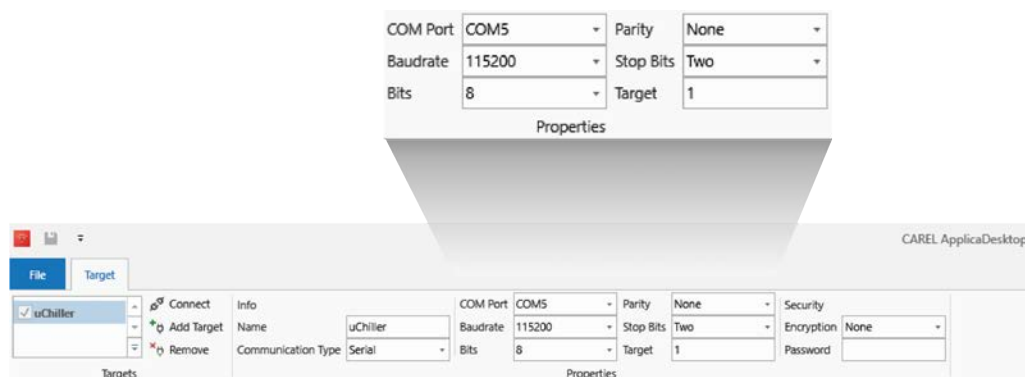 COM Port COM5 Parity None
Baudrate 115200 Stop Bits Two
Bits 8 Target 1
Properties
CAREL ApplicaDesktop
File Target
uChiller Connect Info COM Port COM5 Parity None Security
Add Target Name uChiller Baudrate 115200 Stop Bits Two Encryption None
Remove Communication Type Serial Bits 8 Target 1 Password
Targets Properties